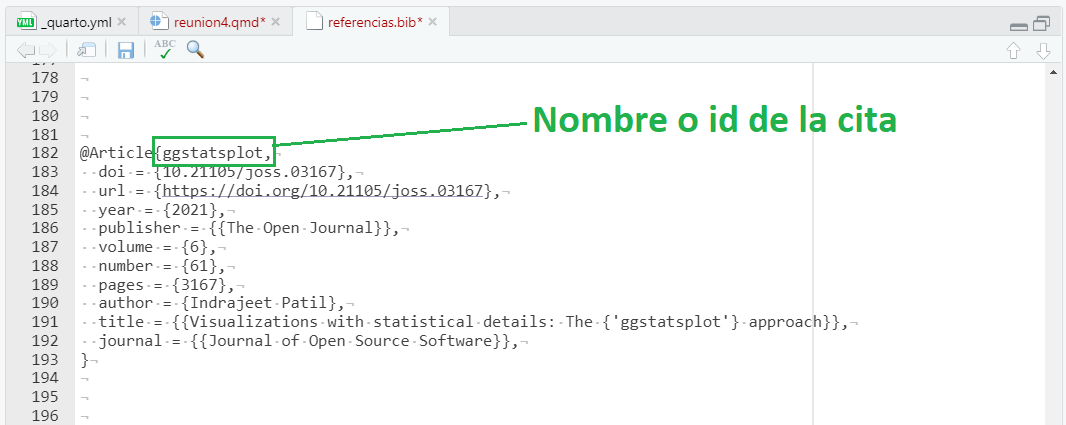 YML _quarto.yml × reunion4.qmd* × referencias.bib* ×
ABC
177
178 ¬
179 ¬
180 ¬
181 ¬
Nombre o id de la cita
182 @Article{ggstatsplot,¬
183 ··doi·=·{10.21105/joss.03167},¬
184 ··url·=·{https://doi.org/10.21105/joss.03167},¬
185 ··year·=·{2021},¬
186 ··publisher·=·{{The·Open·Journal}},¬
187 ··volume·=·{6},¬
188 ··number·=·{61},¬
189 ··pages·=·{3167},¬
190 ··author·=·{Indrajeet·Patil},¬
191 ··title·=·{{Visualizations·with·statistical·details:·The·{'ggstatsplot'}·approach}},¬
192 ··journal·=·{{Journal·of·Open·Source·Software}},¬
193 }¬
194 ¬
195 ¬
196 ¬